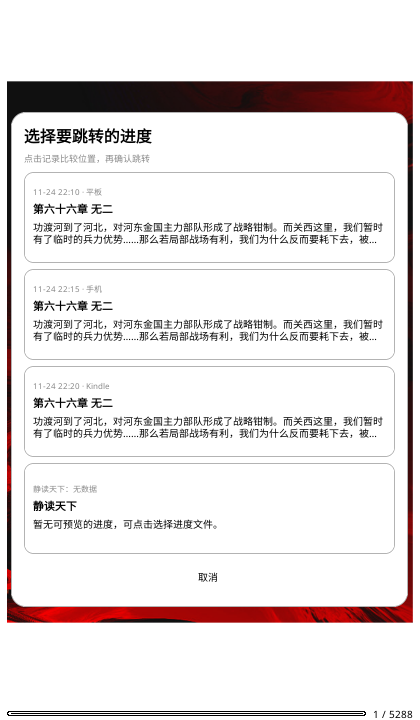 选择要跳转的进度
点击记录比较位置，再确认跳转
11-24 22:10 · 平板
第六十六章 无二
功渡河到了河北，对河东金国主力部队形成了战略钳制。而关西这里，我们暂时
有了临时的兵力优势……那么若局部战场有利，我们为什么反而要耗下去，被...
11-24 22:15 · 手机
第六十六章 无二
功渡河到了河北，对河东金国主力部队形成了战略钳制。而关西这里，我们暂时
有了临时的兵力优势……那么若局部战场有利，我们为什么反而要耗下去，被...
11-24 22:20 · Kindle
第六十六章 无二
功渡河到了河北，对河东金国主力部队形成了战略钳制。而关西这里，我们暂时
有了临时的兵力优势……那么若局部战场有利，我们为什么反而要耗下去，被...
静读天下：无数据
静读天下
暂无可预览的进度，可点击选择进度文件。
取消
1 / 5288